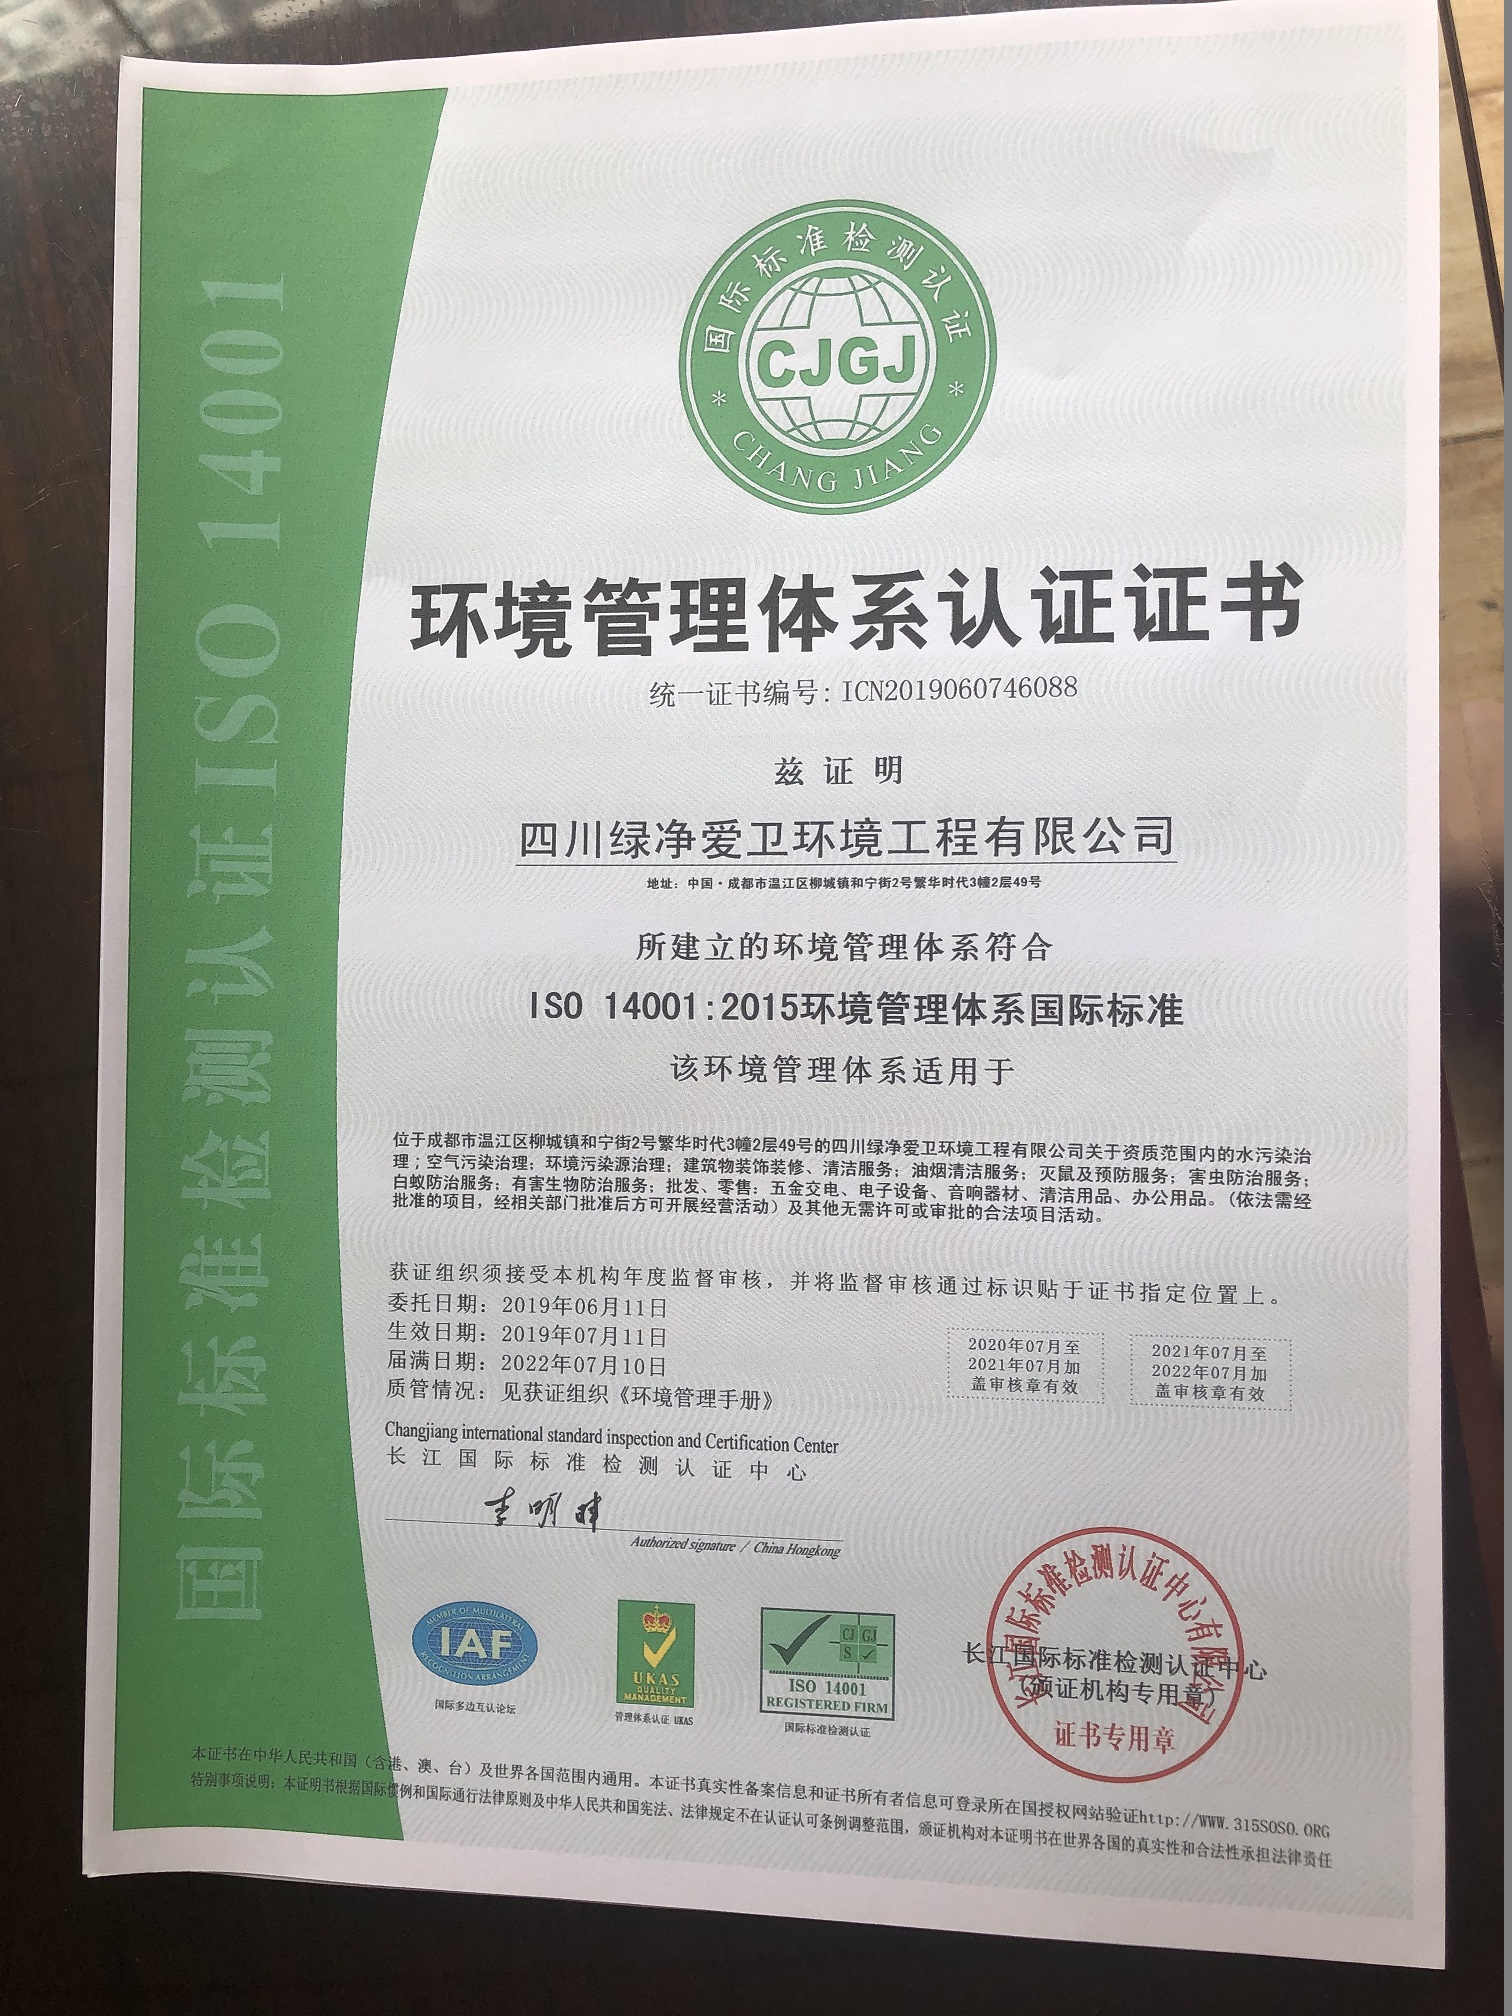 国际标准检测认证ISO 14001
国际标准检测认证
CJGJ
* CHANG JIANG *
环境管理体系认证证书
统一证书编号：ICN2019060746088
兹 证 明
四川绿净爱卫环境工程有限公司
地址：中国·成都市温江区柳城镇和宁街2号繁华时代3幢2层49号
所建立的环境管理体系符合
ISO 14001:2015环境管理体系国际标准
该环境管理体系适用于
位于成都市温江区柳城镇和宁街2号繁华时代3幢2层49号的四川绿净爱卫环境工程有限公司关于资质范围内的水污染治
理；空气污染治理；环境污染源治理；建筑物装饰装修、清洁服务；油烟清洁服务；灭鼠及预防服务；害虫防治服务；
白蚁防治服务；有害生物防治服务；批发、零售：五金交电、电子设备、音响器材、清洁用品、办公用品。（依法需经
批准的项目，经相关部门批准后方可开展经营活动）及其他无需许可或审批的合法项目活动。
获证组织须接受本机构年度监督审核，并将监督审核通过标识贴于证书指定位置上。
委托日期：2019年06月11日
生效日期：2019年07月11日
届满日期：2022年07月10日
质管情况：见获证组织《环境管理手册》
2020年07月至
2021年07月加
盖审核章有效
2021年07月至
2022年07月加
盖审核章有效
Changjiang international standard inspection and Certification Center
长江国际标准检测认证中心
李明
Authorized signature / China Hongkong
MEMBER OF MULTILATERAL
IAF
RECOGNITION ARRANGEMENT
国际多边互认论坛
UKAS
QUALITY
MANAGEMENT
管理体系认证 UKAS
CJ GJ
S
ISO 14001
REGISTERED FIRM
国际标准检测认证
长江国际标准检测认证中心有限公司
长江国际标准检测认证中心
（颁证机构专用章）
证书专用章
本证书在中华人民共和国（含港、澳、台）及世界各国范围内通用。本证书真实性备案信息和证书所有者信息可登录所在国授权网站验证http://WWW.315SOSO.ORG
特别事项说明：本证明书根据国际惯例和国际通行法律原则及中华人民共和国宪法、法律规定不在认证认可条例调整范围，颁证机构对本证明书在世界各国的真实性和合法性承担法律责任